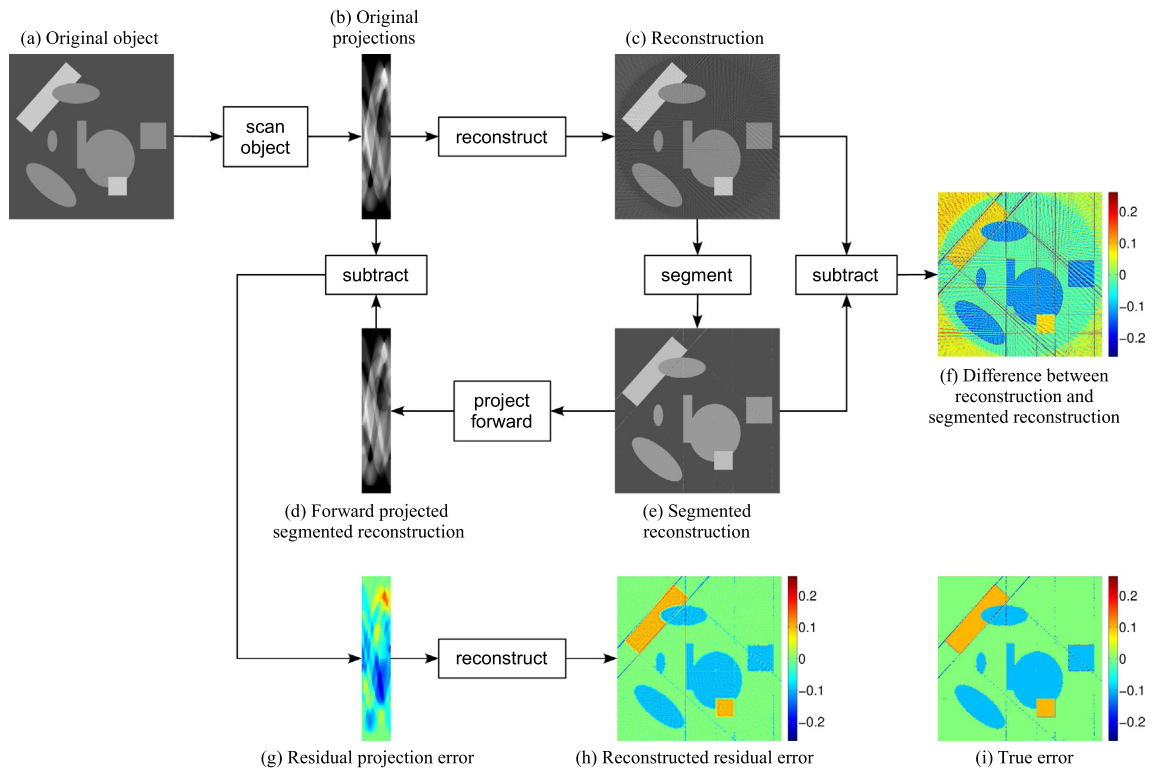 (a) Original object
(b) Original
projections
(c) Reconstruction
scan
object
reconstruct
subtract
segment
subtract
0.2
0.1
0
−0.1
−0.2
(f) Difference between
reconstruction and
segmented reconstruction
project
forward
(d) Forward projected
segmented reconstruction
(e) Segmented
reconstruction
reconstruct
0.2
0.1
0
−0.1
−0.2
0.2
0.1
0
−0.1
−0.2
(g) Residual projection error
(h) Reconstructed residual error
(i) True error